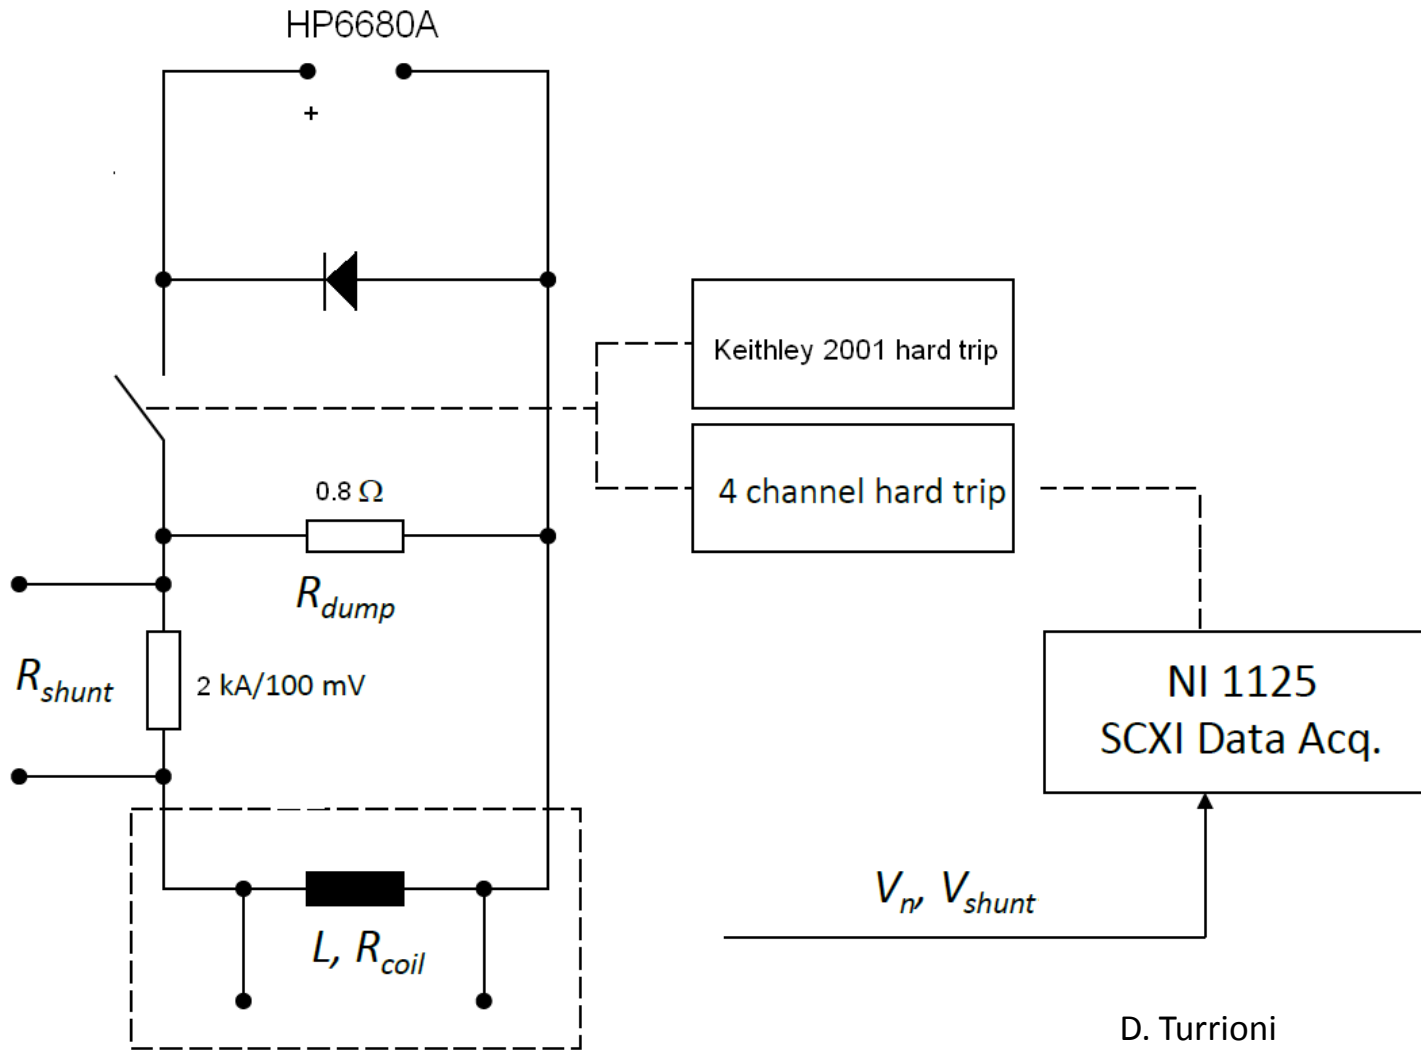 HP6680A
+
Keithley 2001 hard trip
4 channel hard trip
0.8 Ω
R_dump
R_shunt
2 kA/100 mV
NI 1125
SCXI Data Acq.
V_n, V_shunt
L, R_coil
D. Turrioni